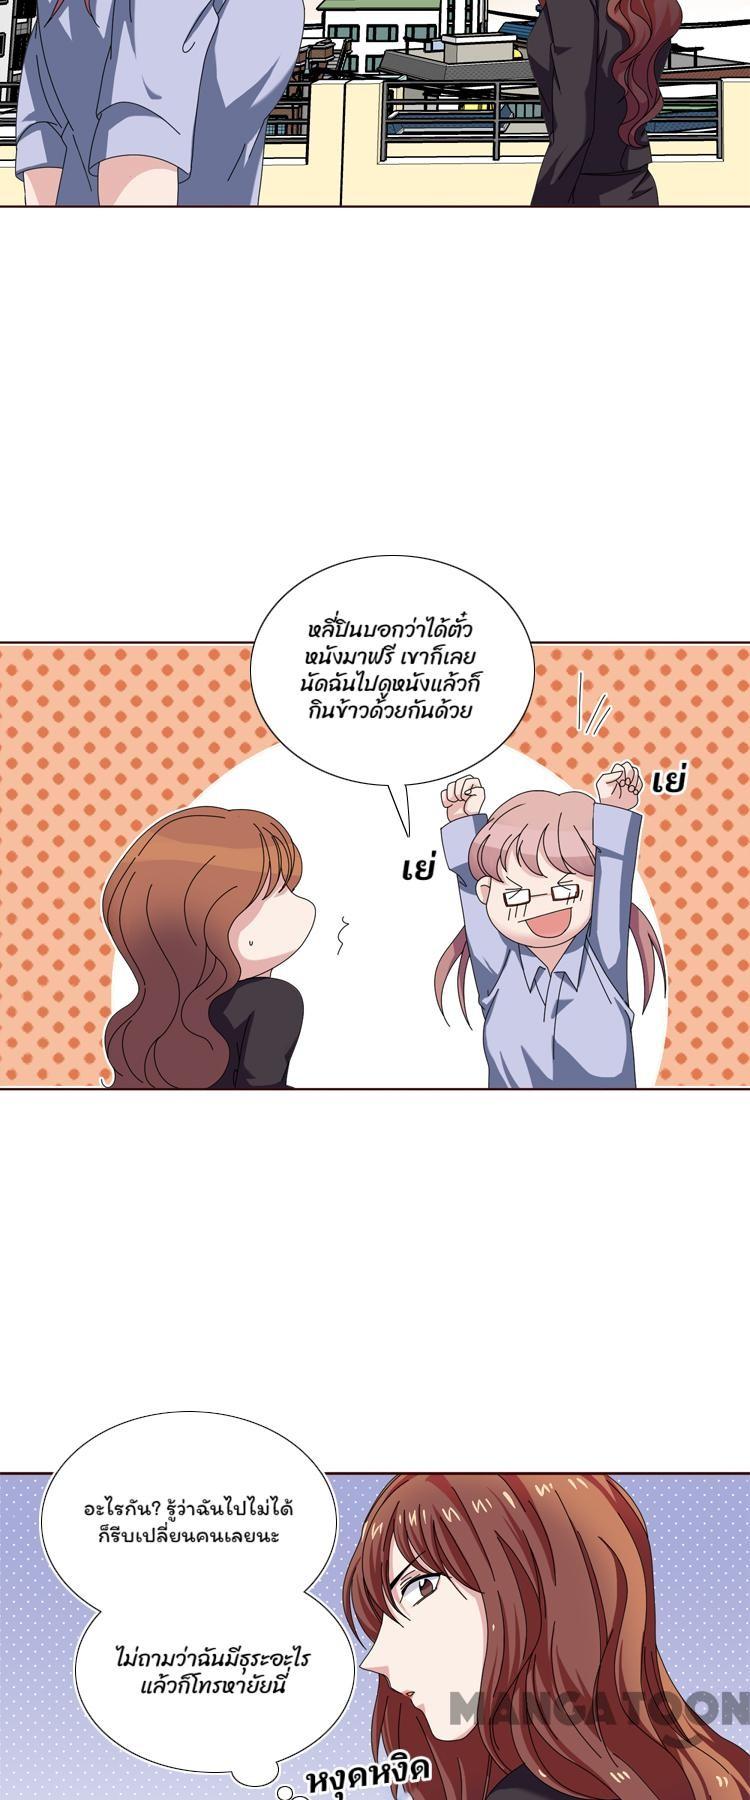 หลี่ปินบอกว่าได้ตั๋ว
หนังมาฟรี เขาก็เลย
นัดฉันไปดูหนังแล้วก็
กินข้าวด้วยกันด้วย
เย่
เย่
อะไรกัน? รู้ว่าฉันไปไม่ได้
ก็รีบเปลี่ยนคนเลยนะ
ไม่ถามว่าฉันมีธุระอะไร
แล้วก็โทรหายัยนี่
MANGATOON
หงุดหงิด